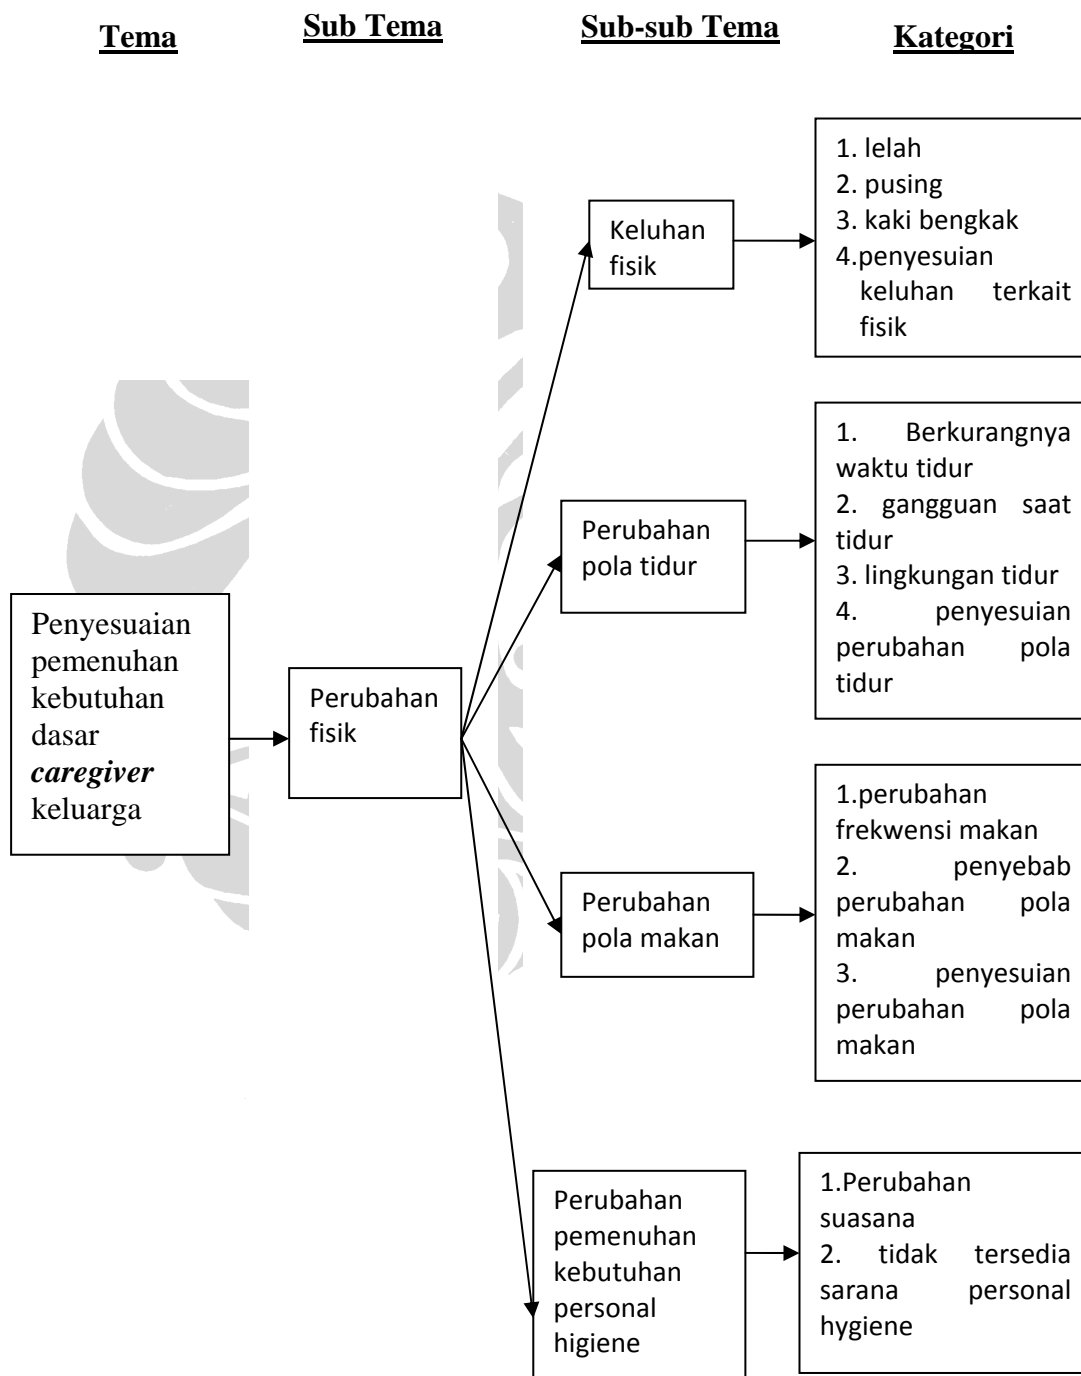 Tema
Sub Tema
Sub-sub Tema
Kategori
Penyesuaian
pemenuhan
kebutuhan
dasar
caregiver
keluarga
Perubahan
fisik
Keluhan
fisik
1. lelah
2. pusing
3. kaki bengkak
4.penyesuian
keluhan terkait
fisik
Perubahan
pola tidur
1. Berkurangnya
waktu tidur
2. gangguan saat
tidur
3. lingkungan tidur
4. penyesuian
perubahan pola
tidur
Perubahan
pola makan
1.perubahan
frekwensi makan
2. penyebab
perubahan pola
makan
3. penyesuian
perubahan pola
makan
Perubahan
pemenuhan
kebutuhan
personal
higiene
1.Perubahan
suasana
2. tidak tersedia
sarana personal
hygiene